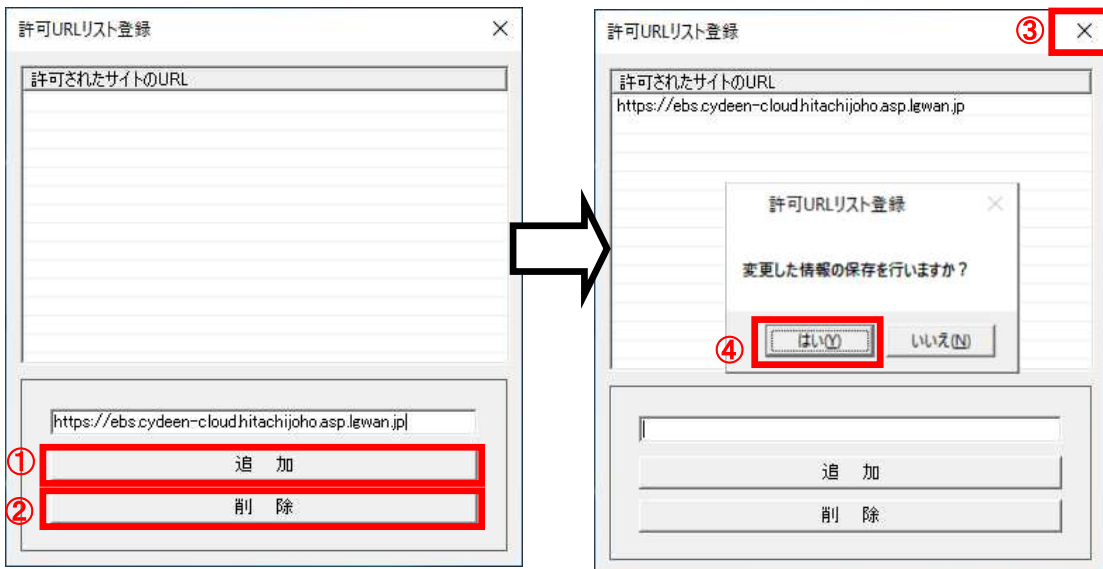 許可URLリスト登録
許可されたサイトのURL
https://ebs.cydeen-cloud.hitachijoho.asp.lgwan.jp
① 追 加
② 削 除
許可URLリスト登録 ③
許可されたサイトのURL
https://ebs.cydeen-cloud.hitachijoho.asp.lgwan.jp
許可URLリスト登録
変更した情報の保存を行いますか？
④ はい(Y) いいえ(N)
追 加
削 除